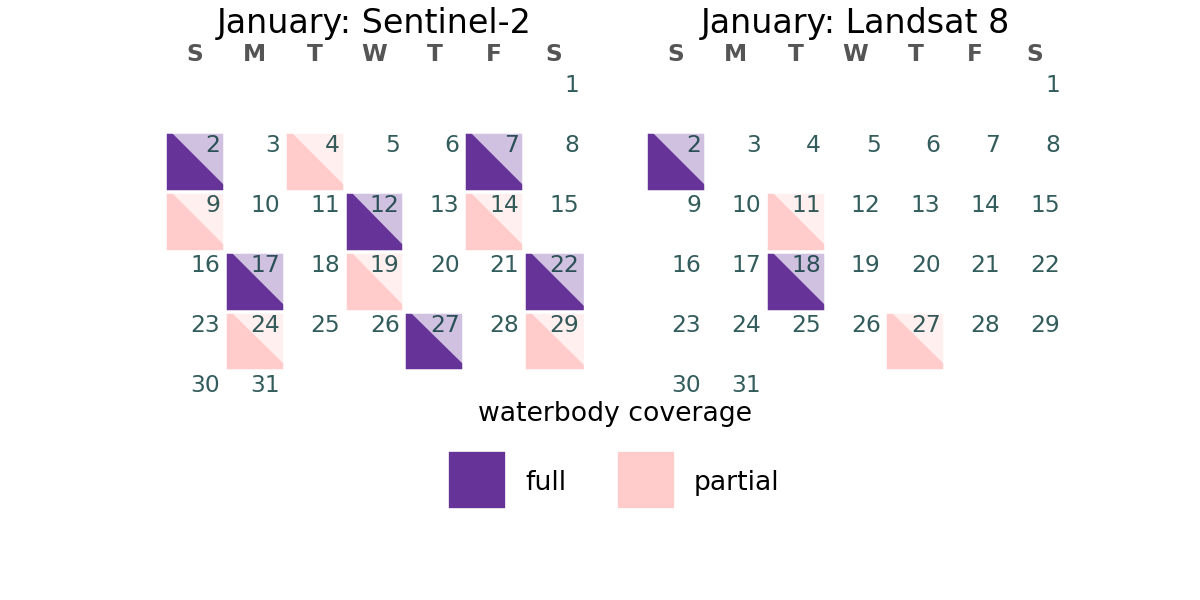 January: Sentinel-2
S M T W T F S
1
2 3 4 5 6 7 8
9 10 11 12 13 14 15
16 17 18 19 20 21 22
23 24 25 26 27 28 29
30 31
January: Landsat 8
S M T W T F S
1
2 3 4 5 6 7 8
9 10 11 12 13 14 15
16 17 18 19 20 21 22
23 24 25 26 27 28 29
30 31
waterbody coverage
full
partial